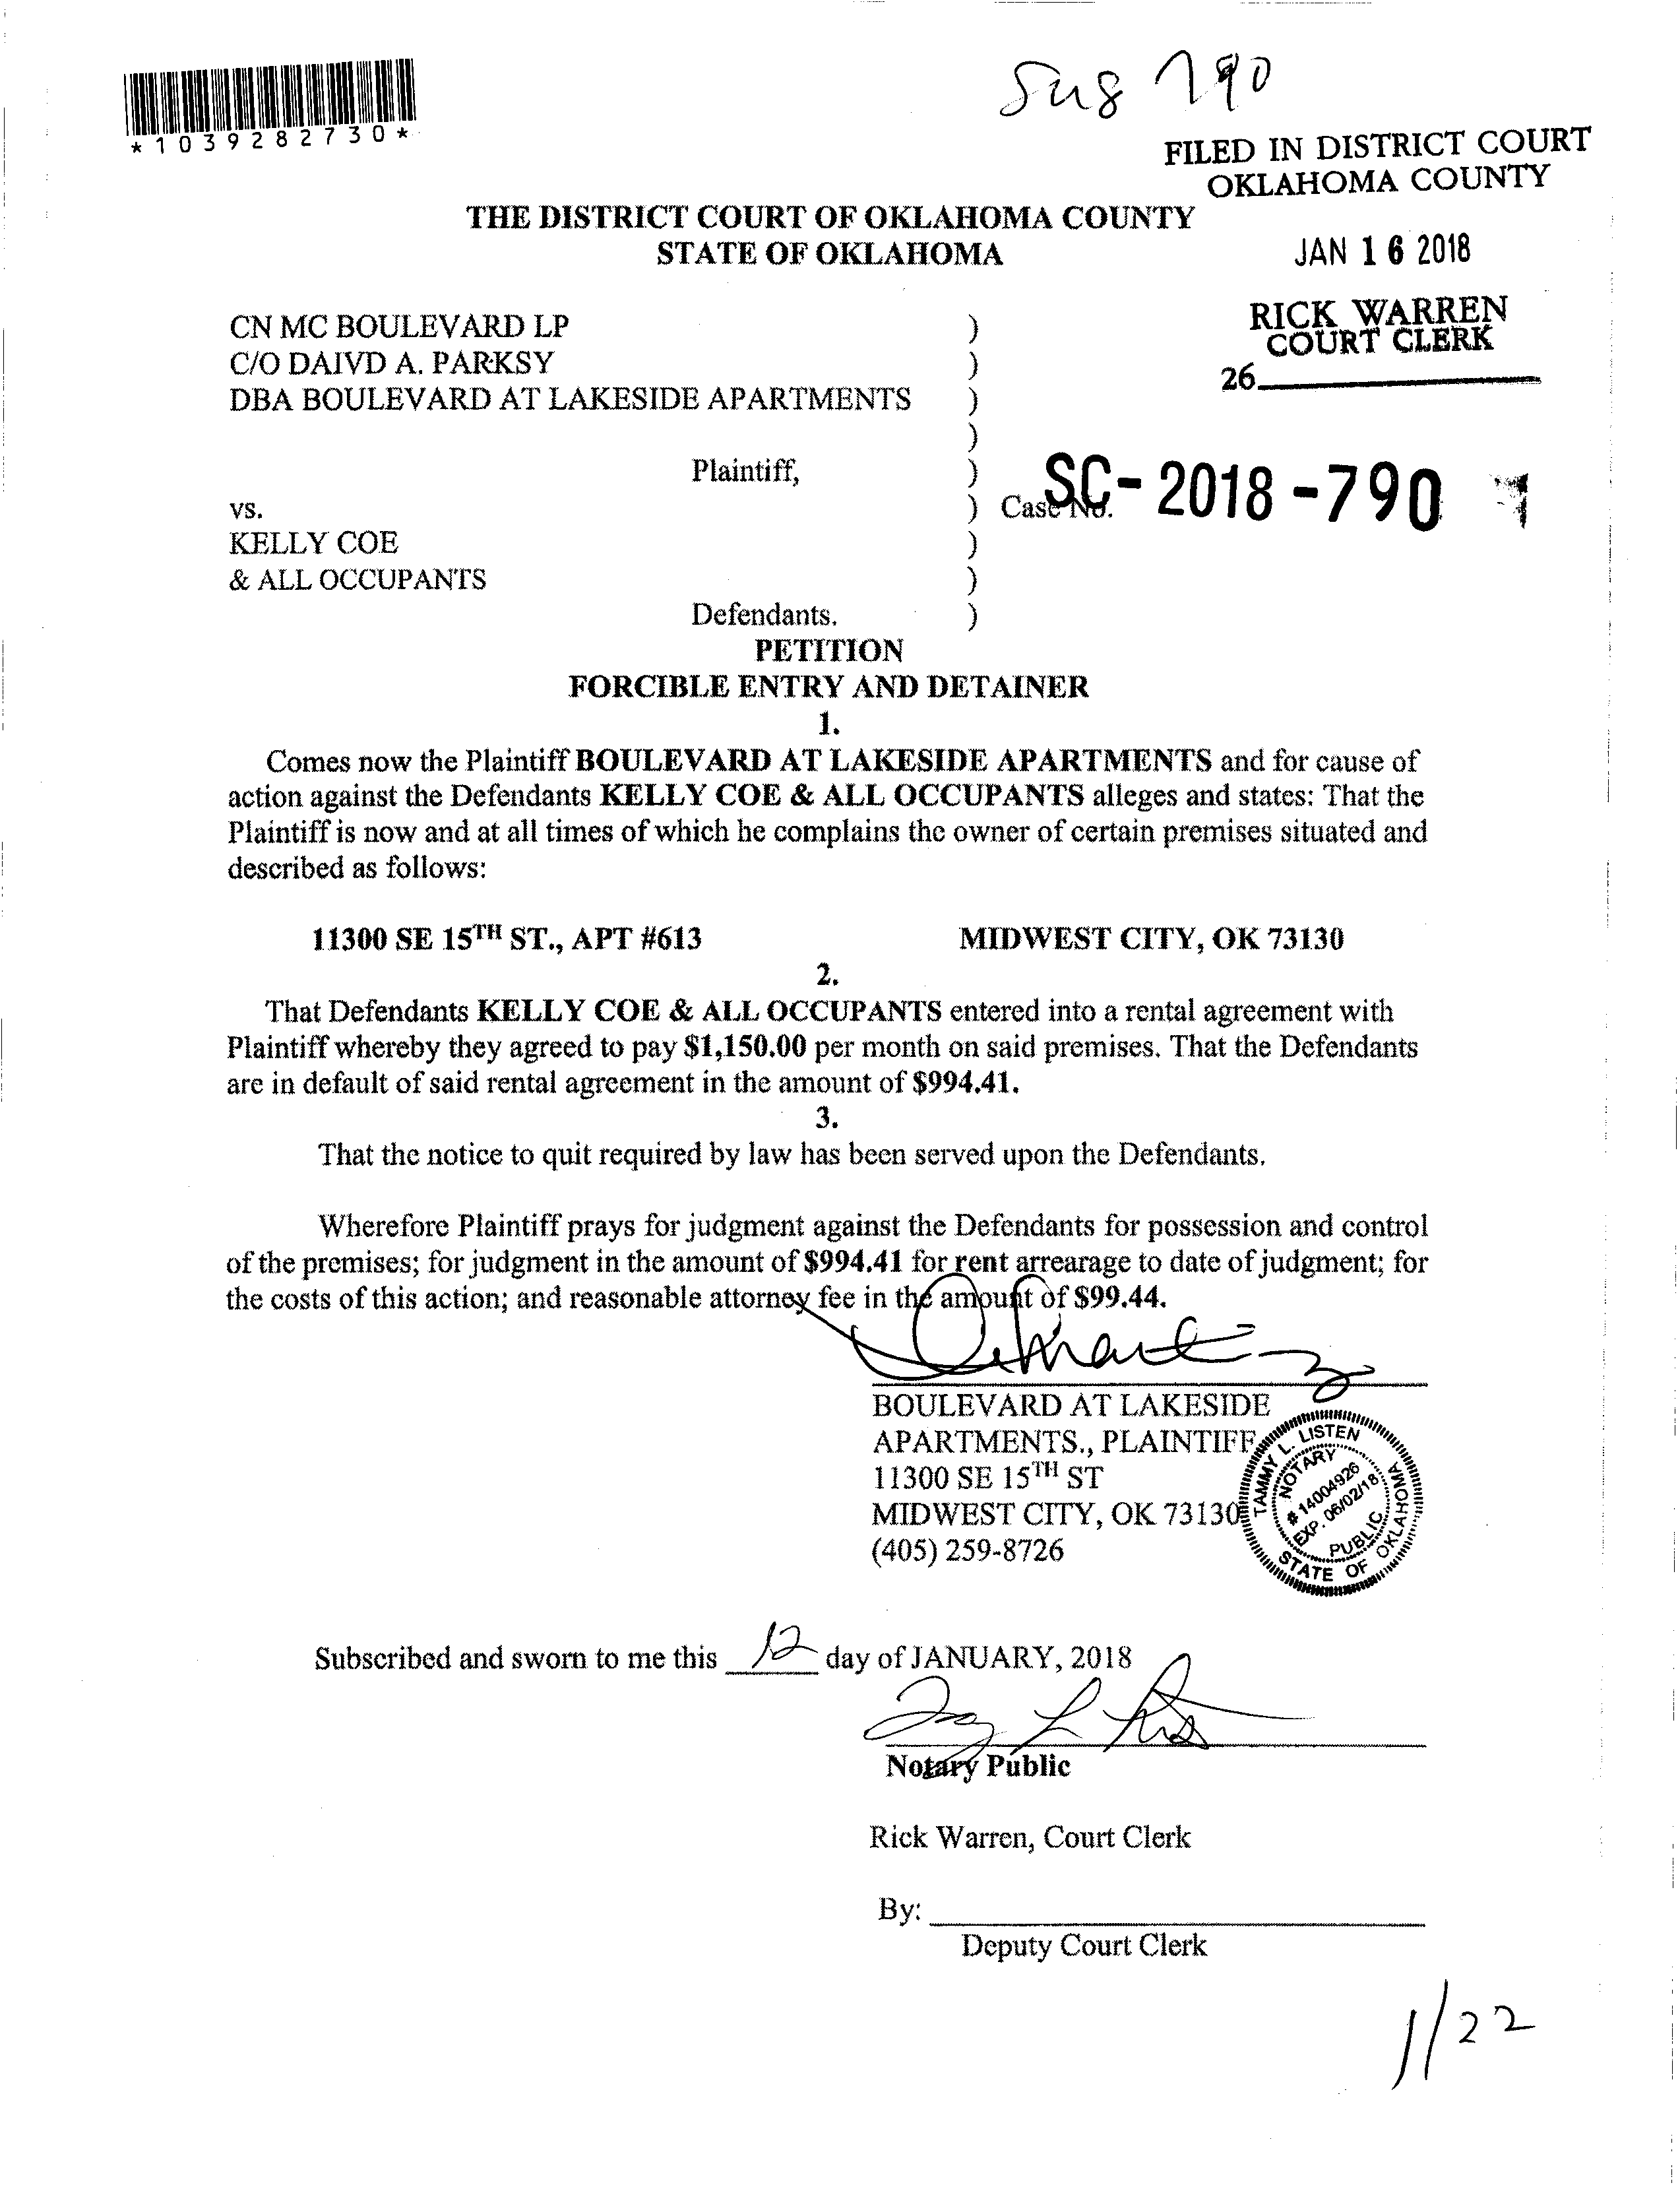 *1039282730*
790
FILED IN DISTRICT COURT
OKLAHOMA COUNTY
THE DISTRICT COURT OF OKLAHOMA COUNTY
STATE OF OKLAHOMA
JAN 16 2018
RICK WARREN
COURT CLERK
26
CN MC BOULEVARD LP )
C/O DAIVD A. PARKSY )
DBA BOULEVARD AT LAKESIDE APARTMENTS )
)
Plaintiff, )
vs. ) Case No. SC-2018-790
KELLY COE )
& ALL OCCUPANTS )
Defendants. )
PETITION
FORCIBLE ENTRY AND DETAINER
1.
Comes now the Plaintiff BOULEVARD AT LAKESIDE APARTMENTS and for cause of
action against the Defendants KELLY COE & ALL OCCUPANTS alleges and states: That the
Plaintiff is now and at all times of which he complains the owner of certain premises situated and
described as follows:
11300 SE 15TH ST., APT #613 MIDWEST CITY, OK 73130
2.
That Defendants KELLY COE & ALL OCCUPANTS entered into a rental agreement with
Plaintiff whereby they agreed to pay $1,150.00 per month on said premises. That the Defendants
are in default of said rental agreement in the amount of $994.41.
3.
That the notice to quit required by law has been served upon the Defendants.
Wherefore Plaintiff prays for judgment against the Defendants for possession and control
of the premises; for judgment in the amount of $994.41 for rent arrearage to date of judgment; for
the costs of this action; and reasonable attorney fee in the amount of $99.44.
BOULEVARD AT LAKESIDE
APARTMENTS., PLAINTIFF
11300 SE 15TH ST
MIDWEST CITY, OK 73130
(405) 259-8726
TAMMY L. LISTEN
NOTARY
# 14004926
EXP. 06/02/18
PUBLIC
STATE OF OKLAHOMA
Subscribed and sworn to me this 12 day of JANUARY, 2018
Notary Public
Rick Warren, Court Clerk
By:
Deputy Court Clerk
1/22